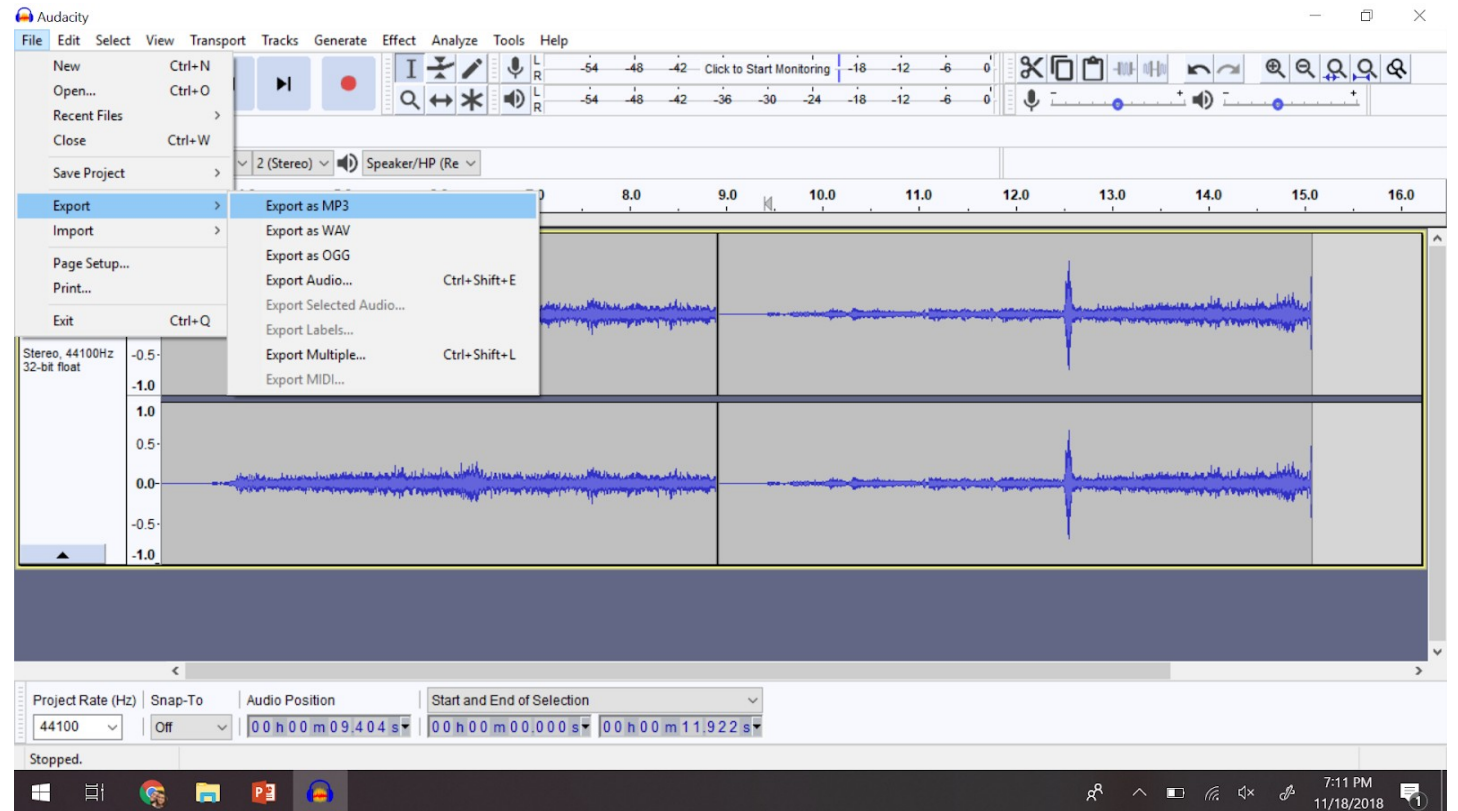 Audacity
File Edit Select View Transport Tracks Generate Effect Analyze Tools Help
New Ctrl+N
Open... Ctrl+O
Recent Files >
Close Ctrl+W
Save Project >
Export >
Import >
Page Setup...
Print...
Exit Ctrl+Q
Export as MP3
Export as WAV
Export as OGG
Export Audio... Ctrl+Shift+E
Export Selected Audio...
Export Labels...
Export Multiple... Ctrl+Shift+L
Export MIDI...
L R -54 -48 -42 Click to Start Monitoring -18 -12 -6 0
L R -54 -48 -42 -36 -30 -24 -18 -12 -6 0
- +
- +
2 (Stereo) Speaker/HP (Re
8.0 9.0 10.0 11.0 12.0 13.0 14.0 15.0 16.0
Stereo, 44100Hz
32-bit float
-0.5
-1.0
1.0
0.5
0.0
-0.5
-1.0
Project Rate (Hz) Snap-To Audio Position Start and End of Selection
44100 Off 00 h 00 m 09.404 s 00 h 00 m 00.000 s 00 h 00 m 11.922 s
Stopped.
7:11 PM
11/18/2018
1